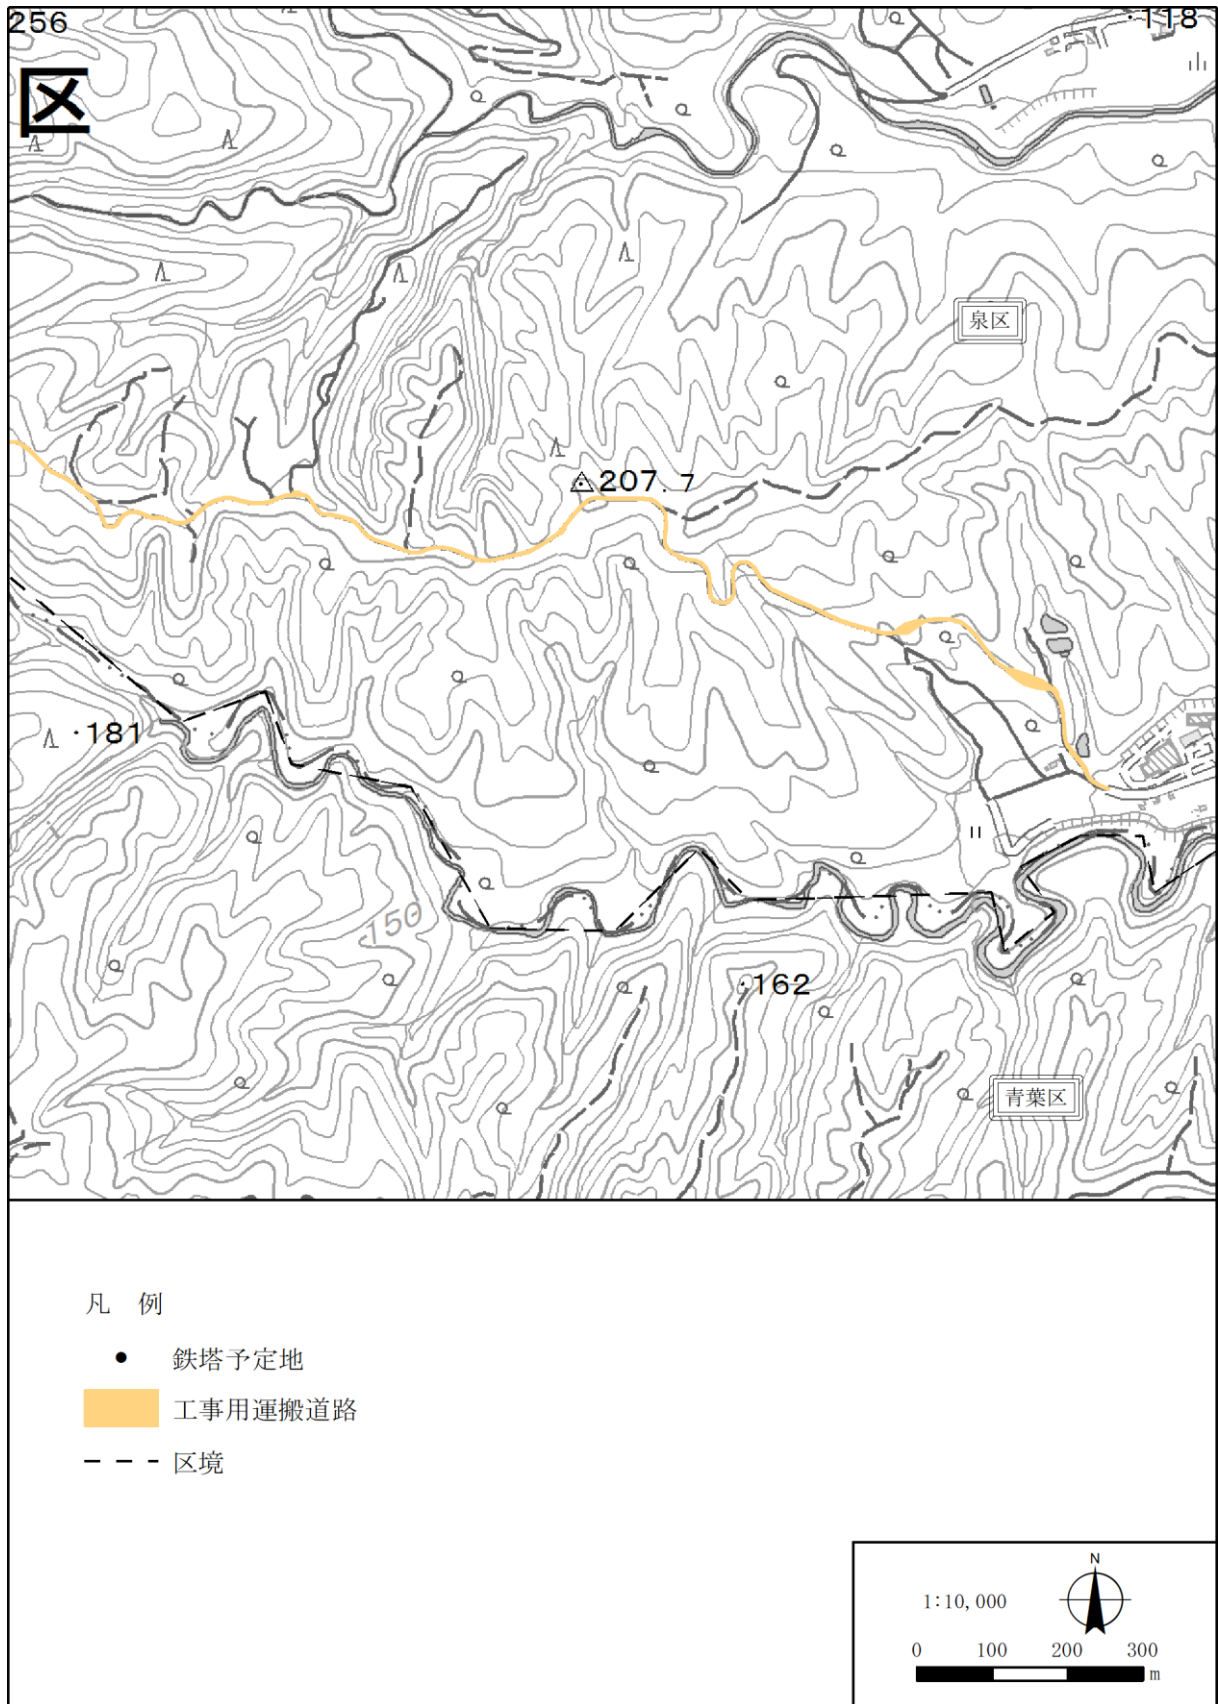 256
・118
区
泉区
207.7
・181
150
・162
青葉区
凡 例
鉄塔予定地
工事用運搬道路
区境
N
1:10,000
0 100 200 300
m